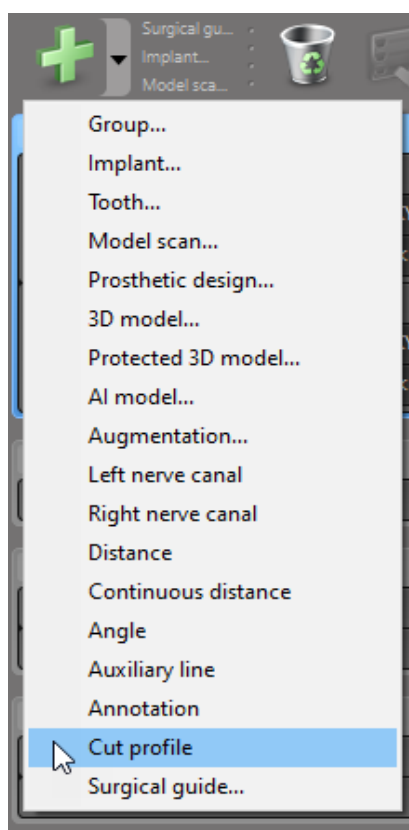 Surgical gu...
Implant...
Model sca...
Group...
Implant...
Tooth...
Model scan...
Prosthetic design...
3D model...
Protected 3D model...
AI model...
Augmentation...
Left nerve canal
Right nerve canal
Distance
Continuous distance
Angle
Auxiliary line
Annotation
Cut profile
Surgical guide...